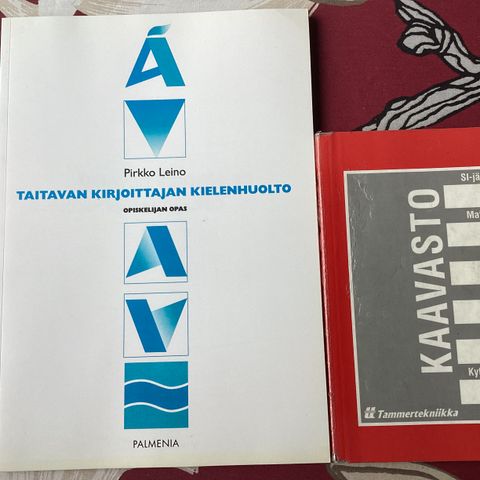 Á
Pirkko Leino
TAITAVAN KIRJOITTAJAN KIELENHUOLTO
OPISKELIJAN OPAS
A
V
PALMENIA
KAAVASTO
Tammertekniikka